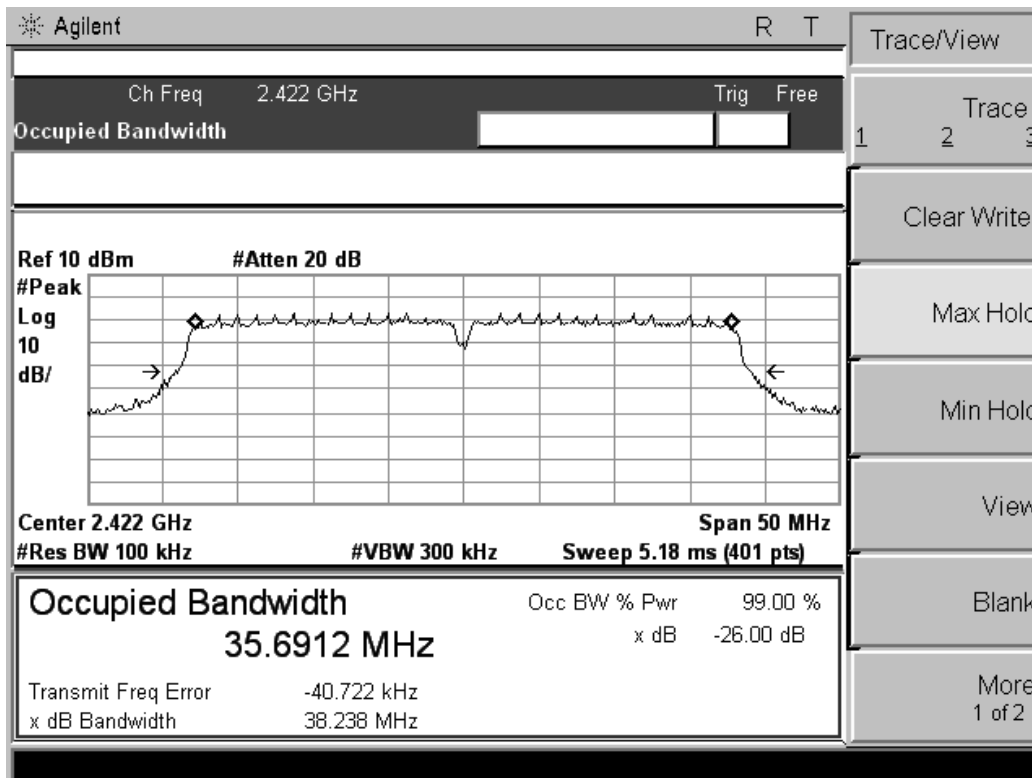 Agilent R T
Ch Freq 2.422 GHz Trig Free
Occupied Bandwidth
Ref 10 dBm #Atten 20 dB
#Peak
Log
10
dB/
Center 2.422 GHz Span 50 MHz
#Res BW 100 kHz #VBW 300 kHz Sweep 5.18 ms (401 pts)
Occupied Bandwidth
35.6912 MHz
Occ BW % Pwr 99.00 %
x dB -26.00 dB
Transmit Freq Error -40.722 kHz
x dB Bandwidth 38.238 MHz
Trace/View
Trace
1 2 3
Clear Write
Max Hold
Min Hold
View
Blank
More
1 of 2